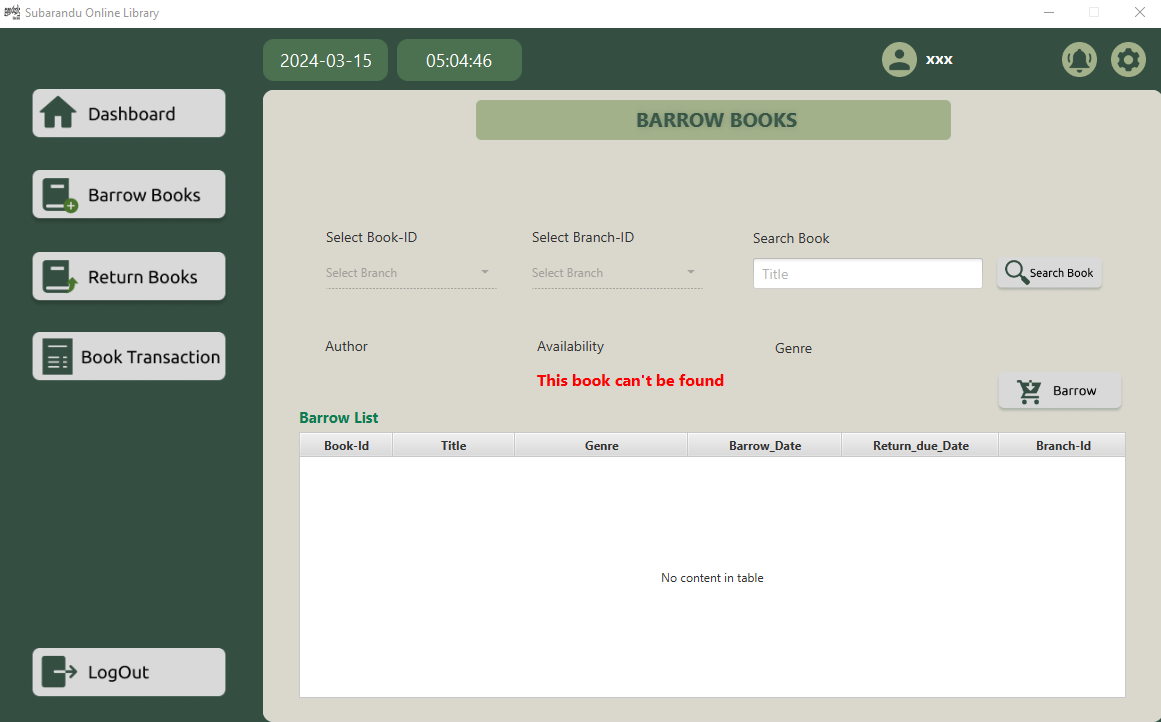 Subarandu Online Library
2024-03-15
05:04:46
xxx
Dashboard
Barrow Books
Return Books
Book Transaction
LogOut
BARROW BOOKS
Select Book-ID
Select Branch-ID
Search Book
Select Branch
Select Branch
Title
Search Book
Author
Availability
Genre
This book can't be found
Barrow
Barrow List
Book-Id Title Genre Barrow_Date Return_due_Date Branch-Id
No content in table